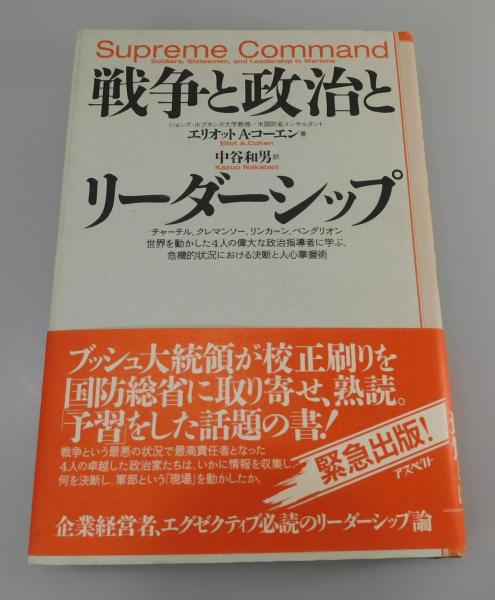 Supreme Command
Soldiers, Statesmen, and Leadership in Wartime
戦争と政治と
ジョンズ・ホプキンズ大学教授／米国防省コンサルタント
エリオットA・コーエン 著
Eliot A.Cohen
中谷和男 訳
Kazuo Nakatani
リーダーシップ
チャーチル、クレマンソー、リンカーン、ベングリオン
世界を動かした4人の偉大な政治指導者に学ぶ、
危機的状況における決断と人心掌握術
ブッシュ大統領が校正刷りを
国防総省に取り寄せ、熟読。
「予習をした話題の書!
戦争という最悪の状況で最高責任者となった
4人の卓越した政治家たちは、いかに情報を収集し、
何を決断し、軍部という「現場」を動かしたか。
緊急出版!
アスペクト
企業経営者、エグゼクティブ必読のリーダーシップ論